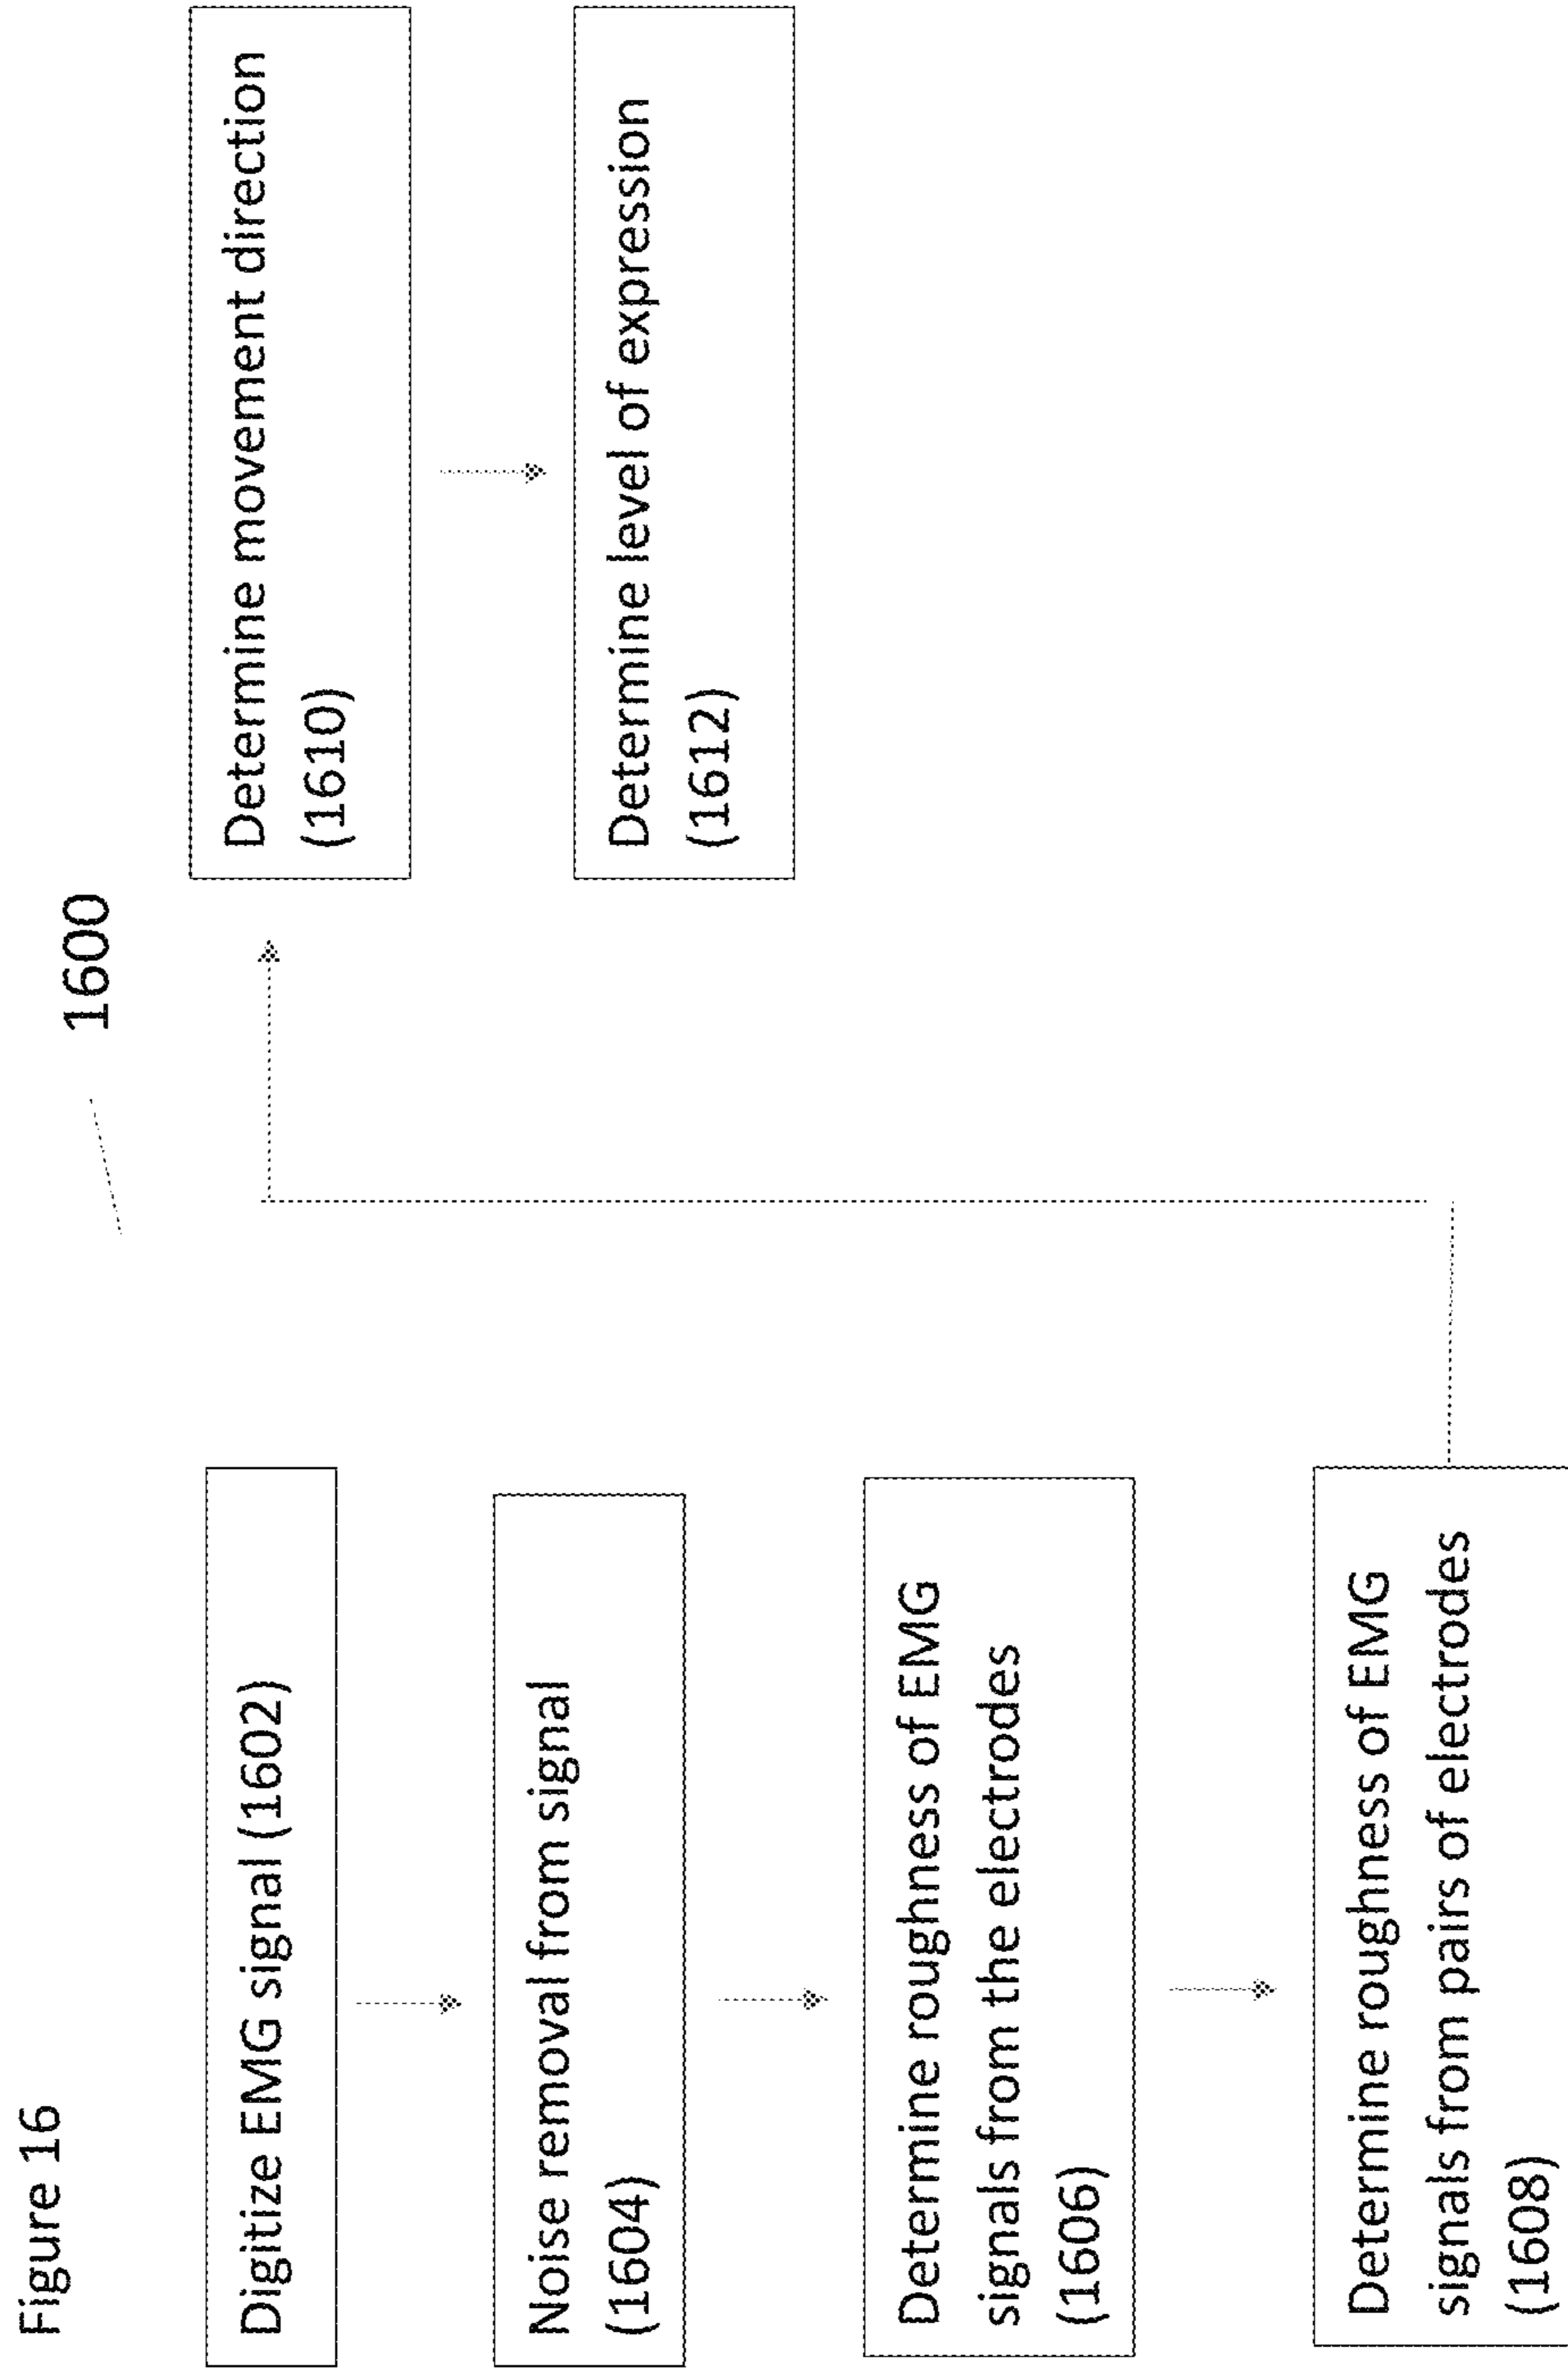 Figure 16
1600
Digitize EMG signal (1602)
Noise removal from signal
(1604)
Determine roughness of EMG
signals from the electrodes
(1606)
Determine roughness of EMG
signals from pairs of electrodes
(1608)
Determine movement direction
(1610)
Determine level of expression
(1612)